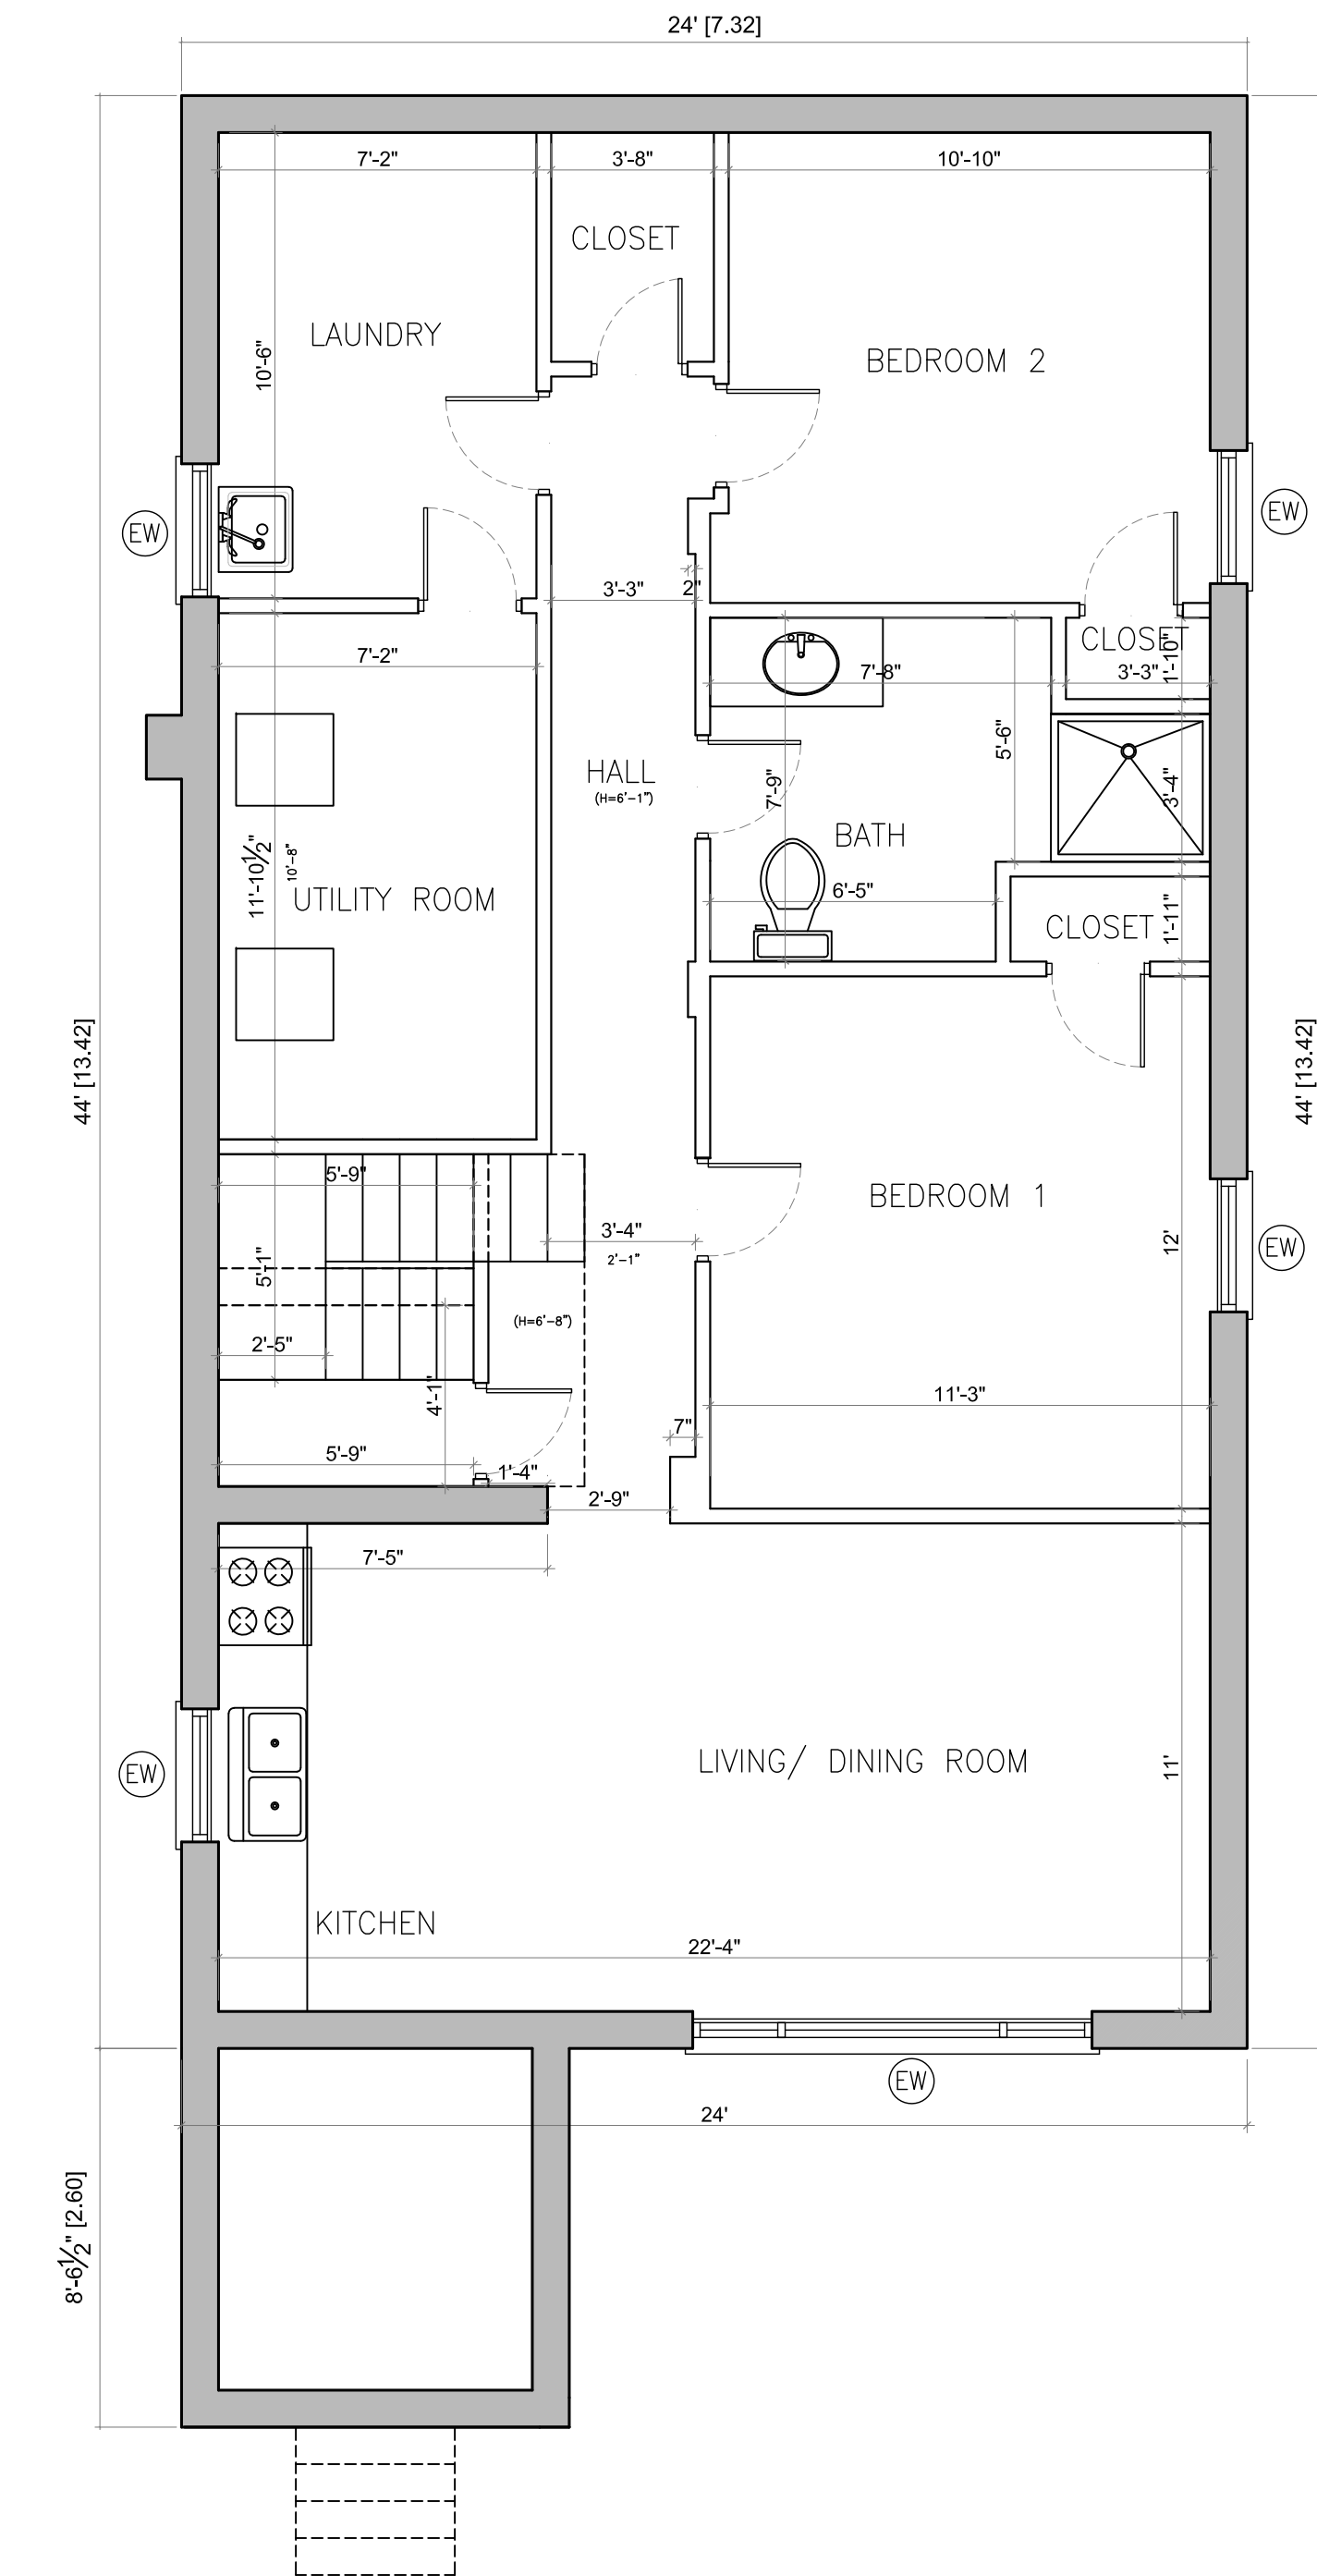 24' [7.32]
7'-2"
3'-8"
10'-10"
CLOSET
LAUNDRY
10'-6"
BEDROOM 2
EW
EW
3'-3"
2"
7'-2"
CLOSET
1'-10"
7'-8"
3'-3"
5'-6"
HALL
(H=6'-1")
7'-9"
3'-4"
BATH
11'-10½"
10'-8"
UTILITY ROOM
6'-5"
1'-11"
CLOSET
44' [13.42]
44' [13.42]
5'-9"
BEDROOM 1
3'-4"
2'-1"
12'
EW
5'-1"
(H=6'-8")
2'-5"
4'-1"
11'-3"
7"
5'-9"
1'-4"
2'-9"
7'-5"
LIVING/ DINING ROOM
11'
EW
KITCHEN
22'-4"
EW
24'
8'-6½" [2.60]